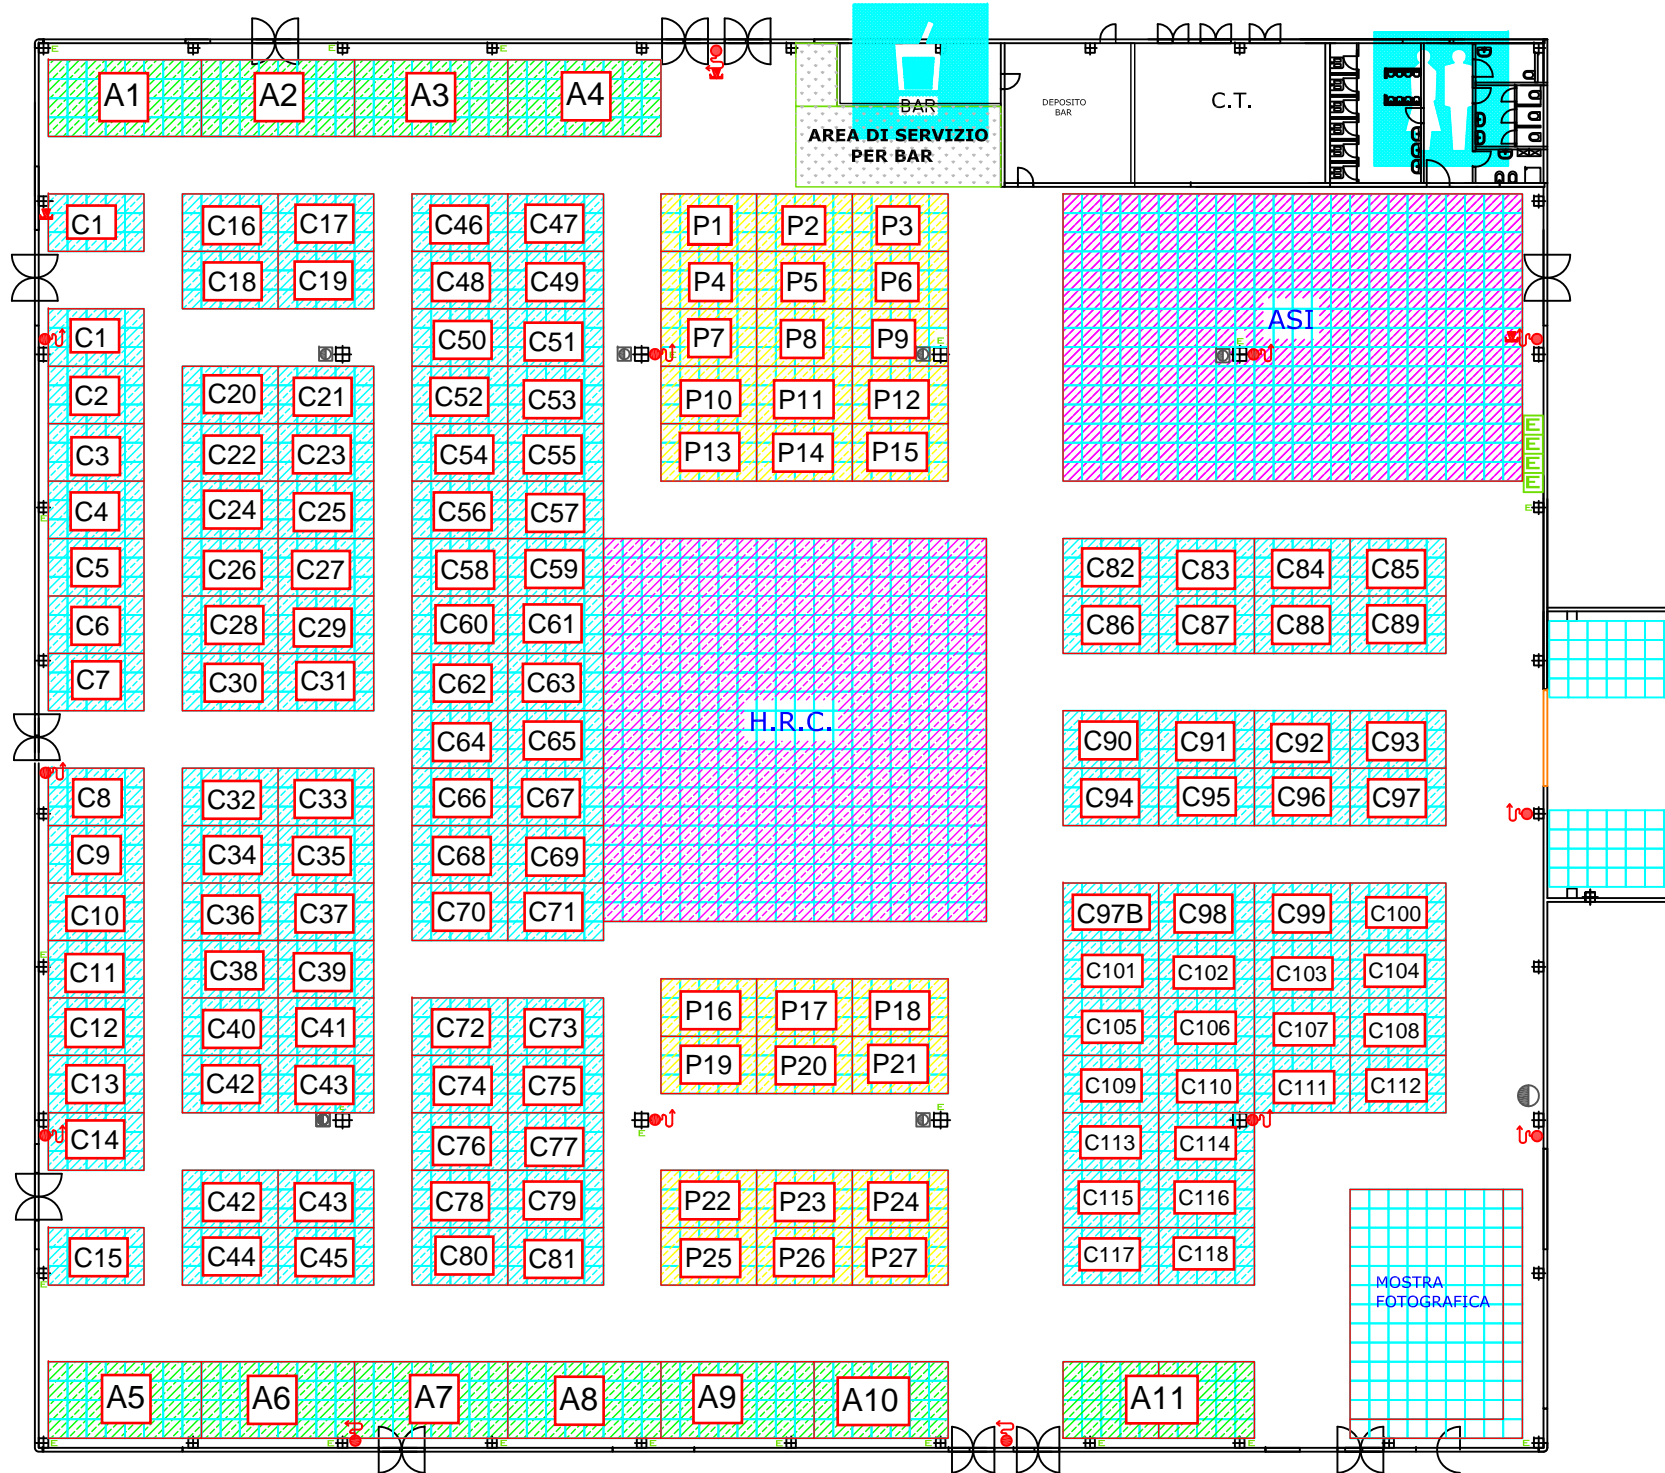 A1 A2 A3 A4
BAR
AREA DI SERVIZIO
PER BAR
DEPOSITO
BAR
C.T.
C1 C16 C17 C46 C47 P1 P2 P3
C18 C19 C48 C49 P4 P5 P6
ASI
C1 C50 C51 P7 P8 P9
C2 C20 C21 C52 C53 P10 P11 P12
C3 C22 C23 C54 C55 P13 P14 P15
E
E
E
E
C4 C24 C25 C56 C57
C5 C26 C27 C58 C59 C82 C83 C84 C85
C6 C28 C29 C60 C61 C86 C87 C88 C89
C7 C30 C31 C62 C63
H.R.C.
C64 C65 C90 C91 C92 C93
C8 C32 C33 C66 C67 C94 C95 C96 C97
C9 C34 C35 C68 C69
C10 C36 C37 C70 C71 C97B C98 C99 C100
C11 C38 C39 C101 C102 C103 C104
C12 C40 C41 C72 C73 P16 P17 P18 C105 C106 C107 C108
C13 C42 C43 C74 C75 P19 P20 P21 C109 C110 C111 C112
C14 C76 C77 C113 C114
C42 C43 C78 C79 P22 P23 P24 C115 C116
C15 C44 C45 C80 C81 P25 P26 P27 C117 C118
MOSTRA
FOTOGRAFICA
A5 A6 A7 A8 A9 A10 A11